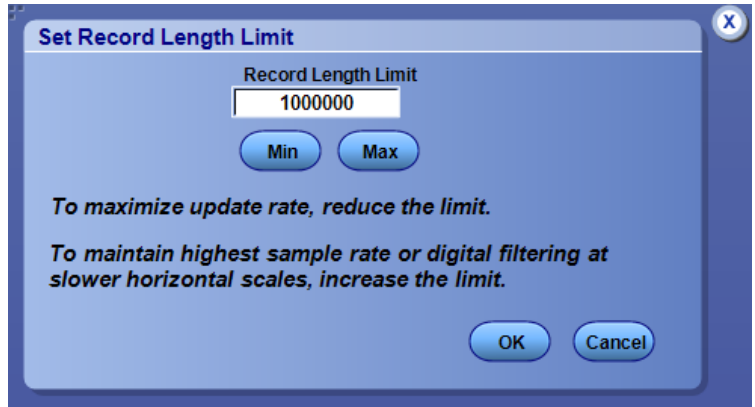 X
Set Record Length Limit
Record Length Limit
1000000
Min Max
To maximize update rate, reduce the limit.
To maintain highest sample rate or digital filtering at
slower horizontal scales, increase the limit.
OK Cancel